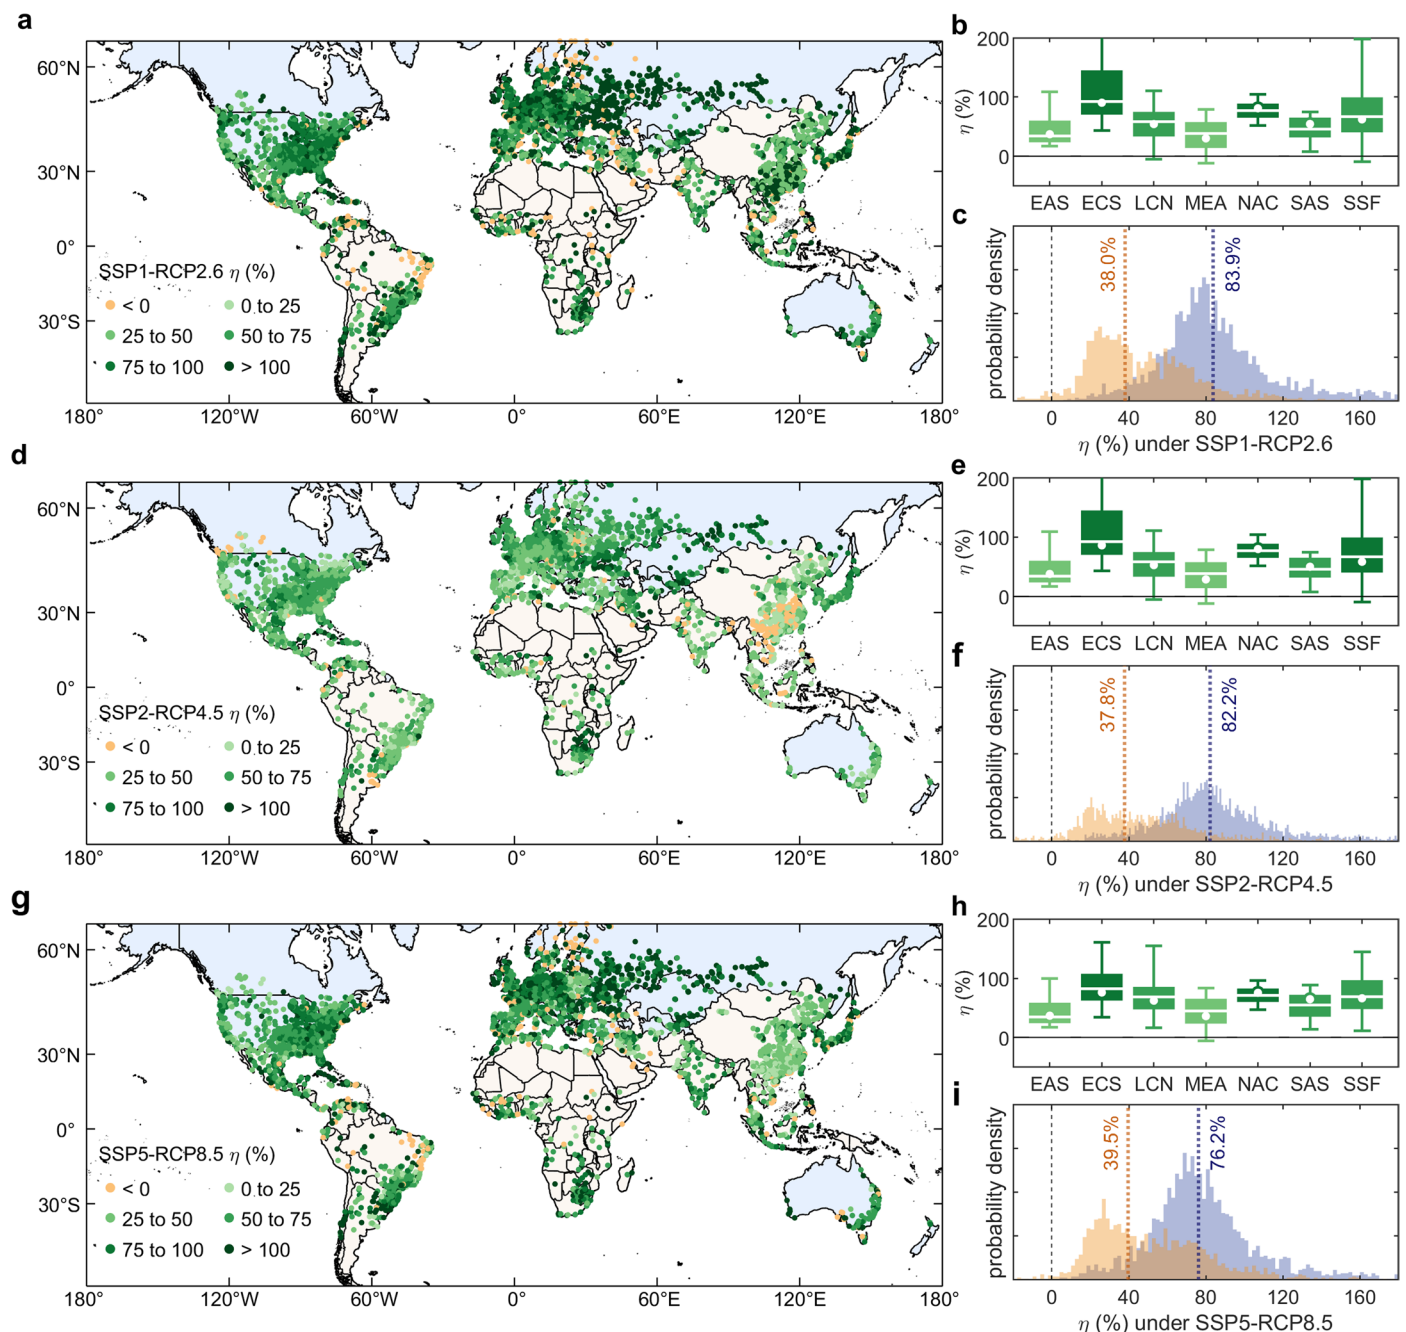 a
60°N
30°N
0°
30°S
SSP1-RCP2.6 η (%)
< 0
0 to 25
25 to 50
50 to 75
75 to 100
> 100
180°
120°W
60°W
0°
60°E
120°E
180°
b
η (%)
200
100
0
EAS ECS LCN MEA NAC SAS SSF
c
probability density
38.0%
83.9%
0 40 80 120 160
η (%) under SSP1-RCP2.6
d
60°N
30°N
0°
30°S
SSP2-RCP4.5 η (%)
< 0
0 to 25
25 to 50
50 to 75
75 to 100
> 100
180°
120°W
60°W
0°
60°E
120°E
180°
e
η (%)
200
100
0
EAS ECS LCN MEA NAC SAS SSF
f
probability density
37.8%
82.2%
0 40 80 120 160
η (%) under SSP2-RCP4.5
g
60°N
30°N
0°
30°S
SSP5-RCP8.5 η (%)
< 0
0 to 25
25 to 50
50 to 75
75 to 100
> 100
180°
120°W
60°W
0°
60°E
120°E
180°
h
η (%)
200
100
0
EAS ECS LCN MEA NAC SAS SSF
i
probability density
39.5%
76.2%
0 40 80 120 160
η (%) under SSP5-RCP8.5